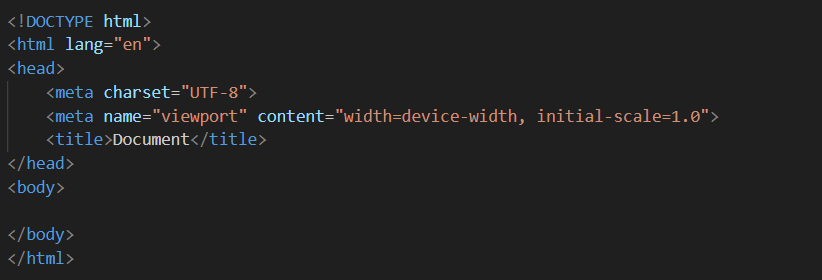 <!DOCTYPE html>
<html lang="en">
<head>
    <meta charset="UTF-8">
    <meta name="viewport" content="width=device-width, initial-scale=1.0">
    <title>Document</title>
</head>
<body>

</body>
</html>